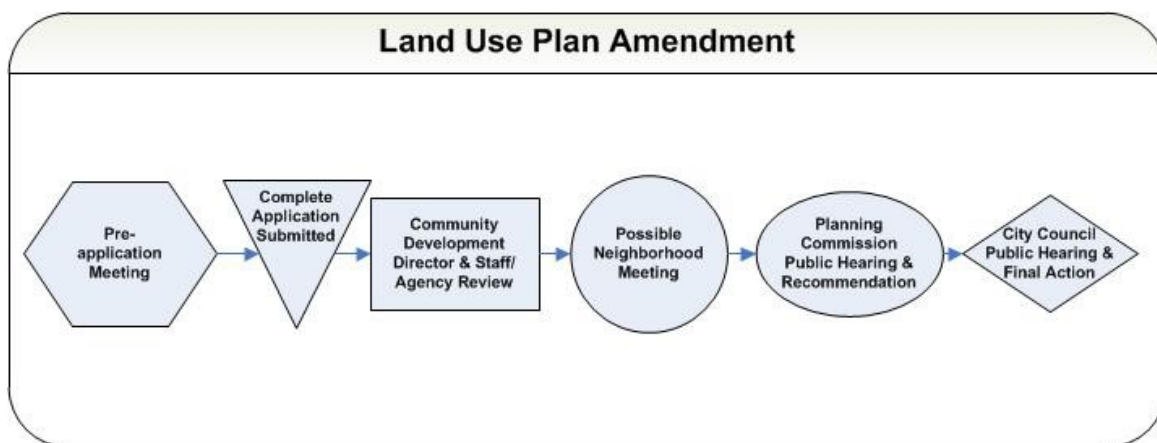 Land Use Plan Amendment
Pre-
application
Meeting
Complete
Application
Submitted
Community
Development
Director & Staff/
Agency Review
Possible
Neighborhood
Meeting
Planning
Commission
Public Hearing &
Recommendation
City Council
Public Hearing &
Final Action